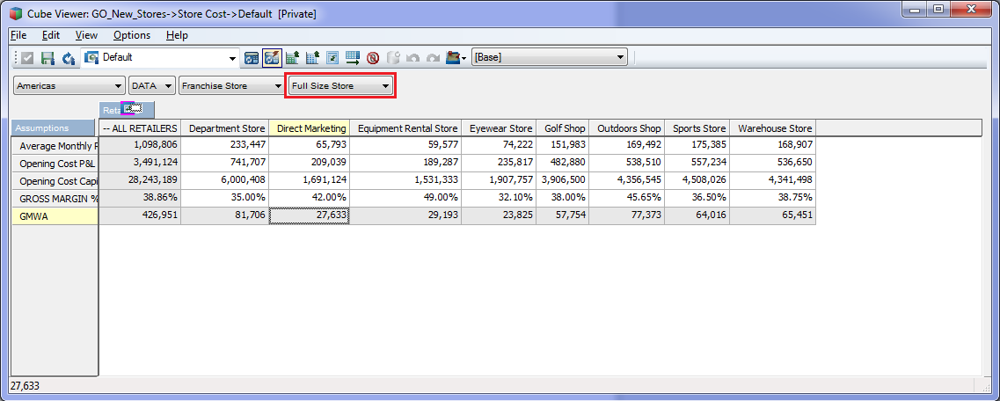 Cube Viewer: GO_New_Stores->Store Cost->Default [Private]
File Edit View Options Help
Default [Base]
Americas DATA Franchise Store Full Size Store
Reta
Assumptions -- ALL RETAILERS Department Store Direct Marketing Equipment Rental Store Eyewear Store Golf Shop Outdoors Shop Sports Store Warehouse Store
Average Monthly P 1,098,806 233,447 65,793 59,577 74,222 151,983 169,492 175,385 168,907
Opening Cost P&L 3,491,124 741,707 209,039 189,287 235,817 482,880 538,510 557,234 536,650
Opening Cost Capi 28,243,189 6,000,408 1,691,124 1,531,333 1,907,757 3,906,500 4,356,545 4,508,026 4,341,498
GROSS MARGIN % 38.86% 35.00% 42.00% 49.00% 32.10% 38.00% 45.65% 36.50% 38.75%
GMWA 426,951 81,706 27,633 29,193 23,825 57,754 77,373 64,016 65,451
27,633